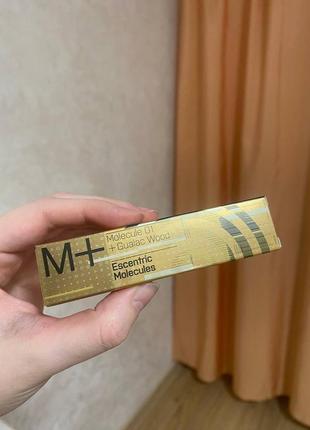 M+
Molecule 01
+ Guaiac Wood
Escentric
Molecules